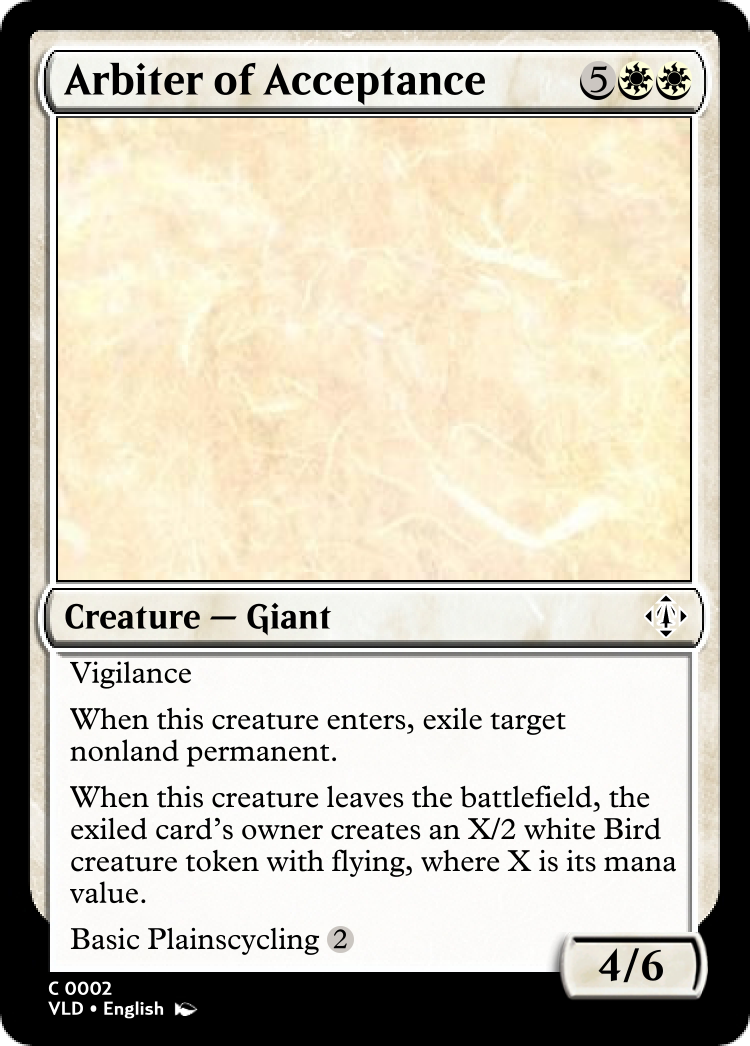 Arbiter of Acceptance 5
Creature — Giant
Vigilance
When this creature enters, exile target
nonland permanent.
When this creature leaves the battlefield, the
exiled card's owner creates an X/2 white Bird
creature token with flying, where X is its mana
value.
Basic Plainscycling 2
4/6
C 0002
VLD • English